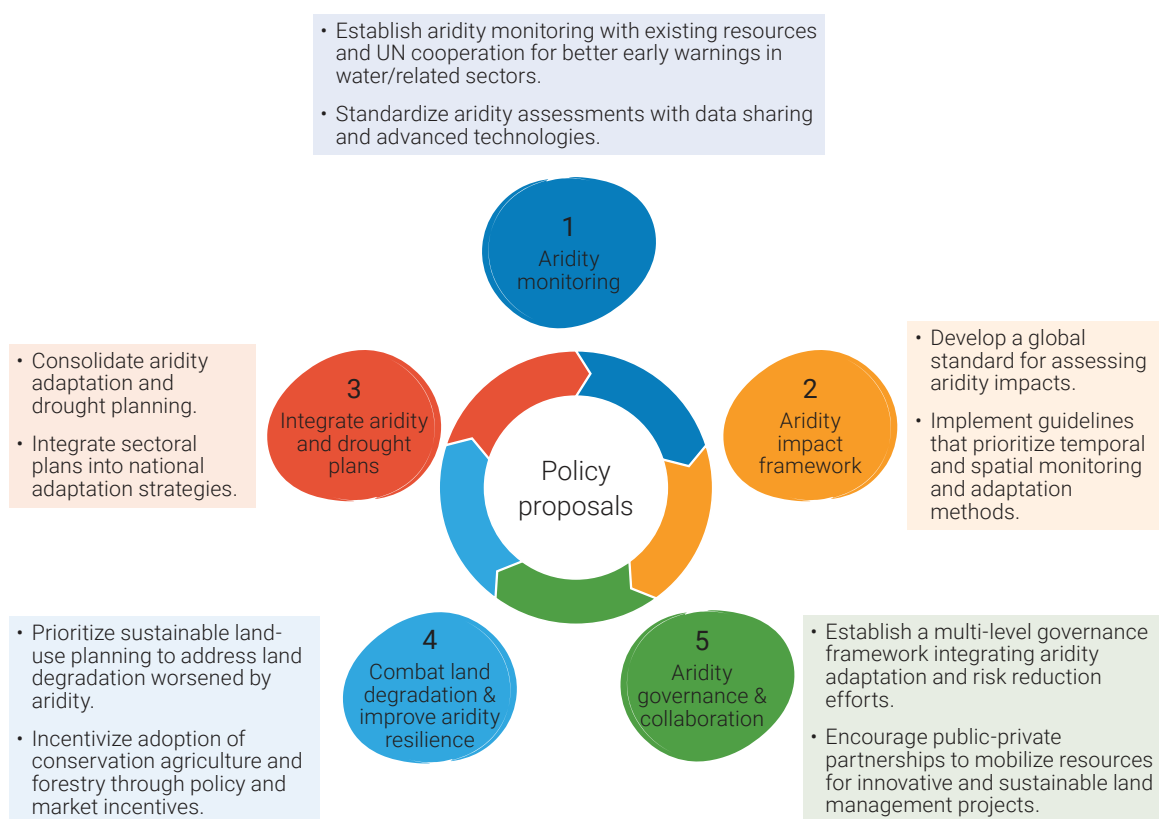 • Establish aridity monitoring with existing resources
and UN cooperation for better early warnings in
water/related sectors.
• Standardize aridity assessments with data sharing
and advanced technologies.
1
Aridity
monitoring
• Consolidate aridity
adaptation and
drought planning.
• Integrate sectoral
plans into national
adaptation strategies.
3
Integrate aridity
and drought
plans
Policy
proposals
2
Aridity
impact
framework
• Develop a global
standard for assessing
aridity impacts.
• Implement guidelines
that prioritize temporal
and spatial monitoring
and adaptation
methods.
• Prioritize sustainable land-
use planning to address land
degradation worsened by
aridity.
• Incentivize adoption of
conservation agriculture and
forestry through policy and
market incentives.
4
Combat land
degradation &
improve aridity
resilience
5
Aridity
governance &
collaboration
• Establish a multi-level governance
framework integrating aridity
adaptation and risk reduction
efforts.
• Encourage public-private
partnerships to mobilize resources
for innovative and sustainable land
management projects.